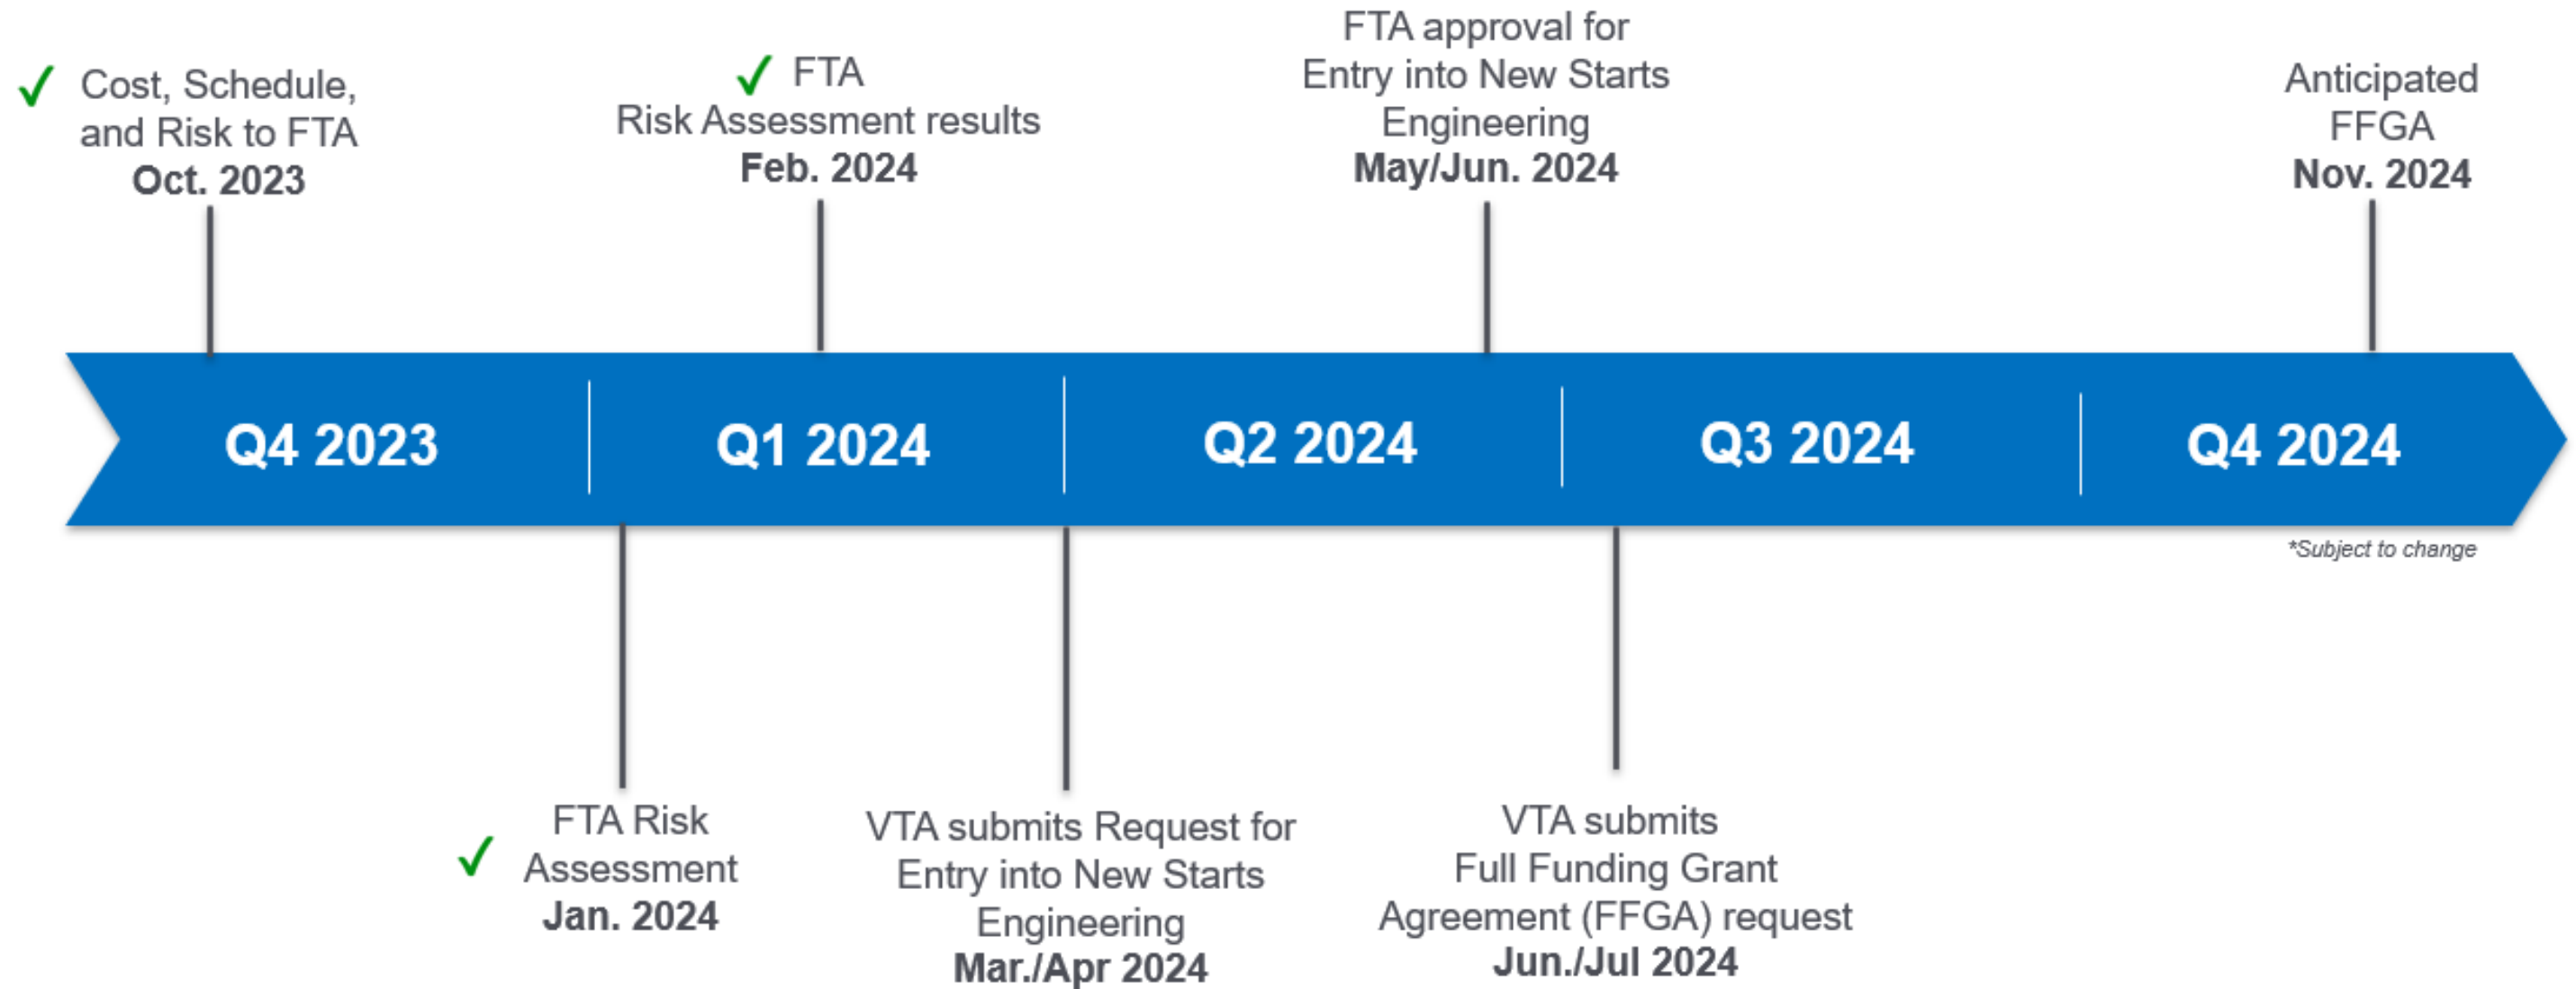 Cost, Schedule,
and Risk to FTA
Oct. 2023
FTA
Risk Assessment results
Feb. 2024
FTA approval for
Entry into New Starts
Engineering
May/Jun. 2024
Anticipated
FFGA
Nov. 2024
Q4 2023
Q1 2024
Q2 2024
Q3 2024
Q4 2024
*Subject to change
FTA Risk
Assessment
Jan. 2024
VTA submits Request for
Entry into New Starts
Engineering
Mar./Apr 2024
VTA submits
Full Funding Grant
Agreement (FFGA) request
Jun./Jul 2024